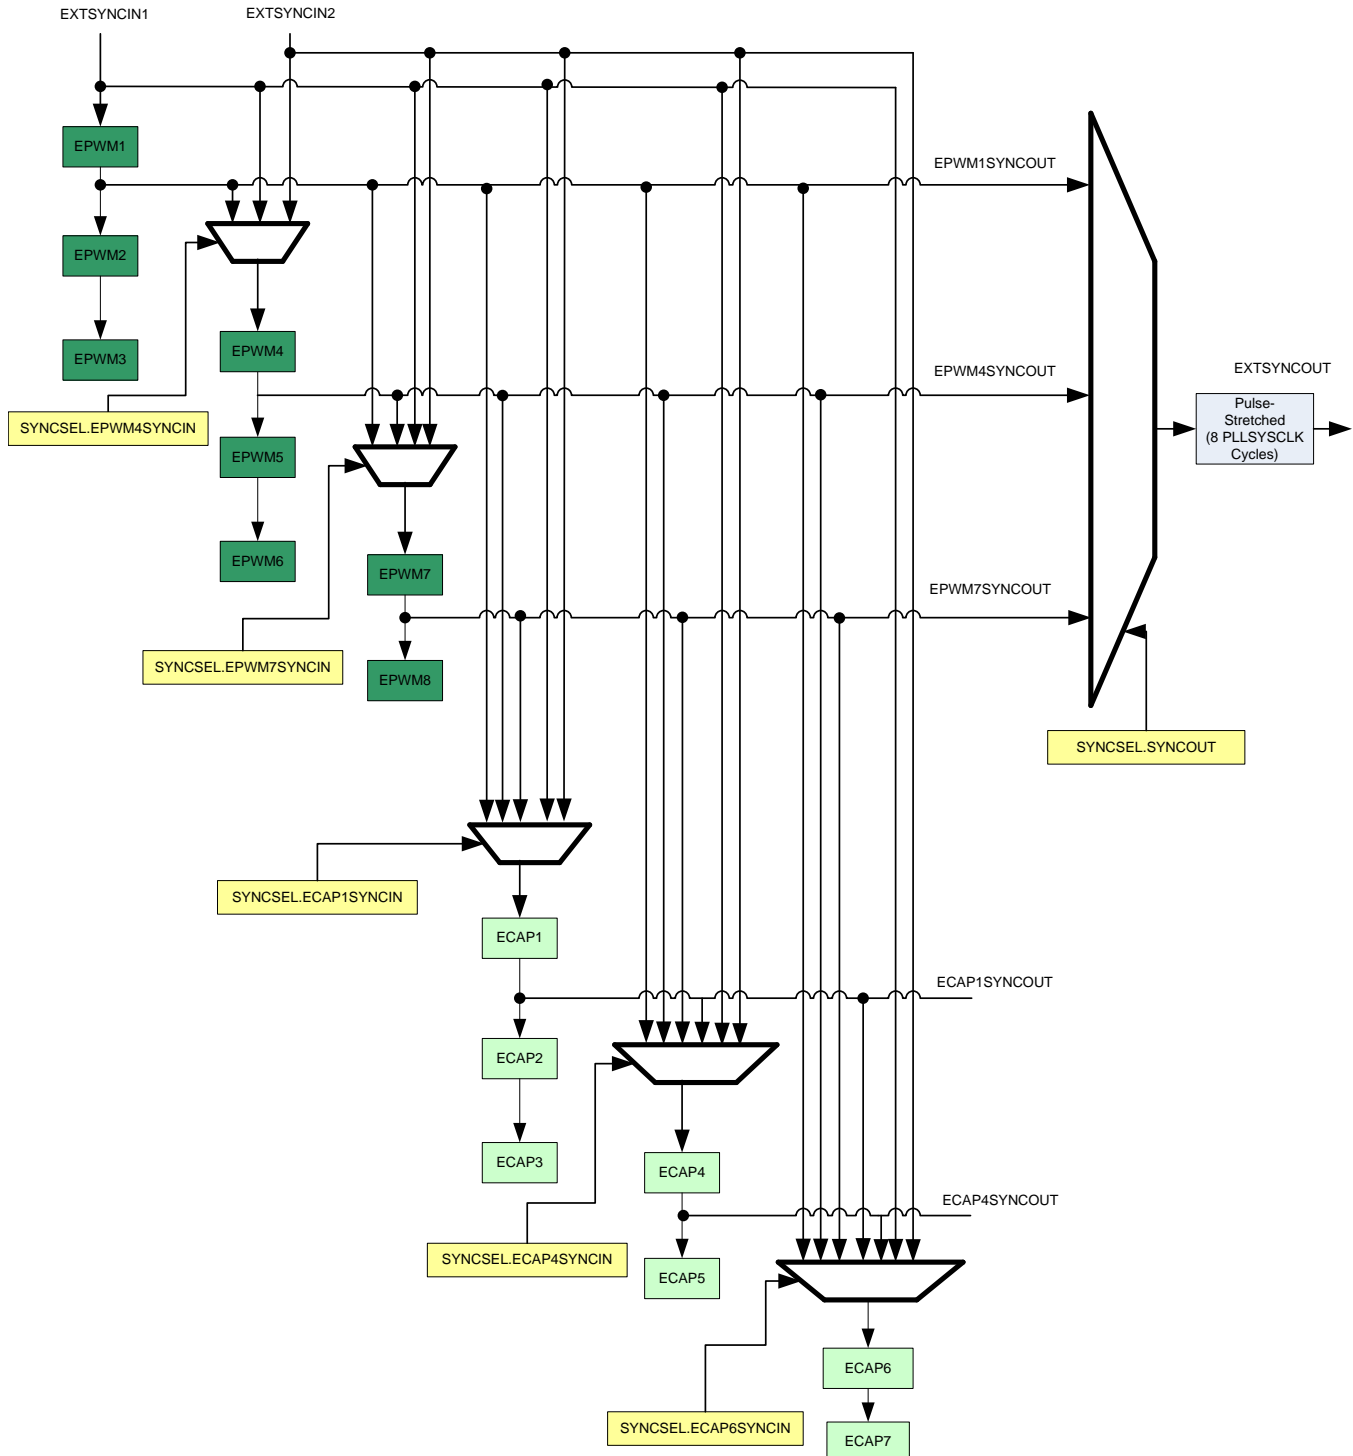 EXTSYNCIN1
EXTSYNCIN2
EPWM1
EPWM1SYNCOUT
EPWM2
EPWM4
EPWM3
EPWM4SYNCOUT
EXTSYNCOUT
SYNCSEL.EPWM4SYNCIN
Pulse-
Stretched
(8 PLLSYSCLK
Cycles)
EPWM5
EPWM6
EPWM7
EPWM7SYNCOUT
SYNCSEL.EPWM7SYNCIN
EPWM8
SYNCSEL.SYNCOUT
SYNCSEL.ECAP1SYNCIN
ECAP1
ECAP1SYNCOUT
ECAP2
ECAP3
ECAP4
ECAP4SYNCOUT
SYNCSEL.ECAP4SYNCIN
ECAP5
ECAP6
SYNCSEL.ECAP6SYNCIN
ECAP7